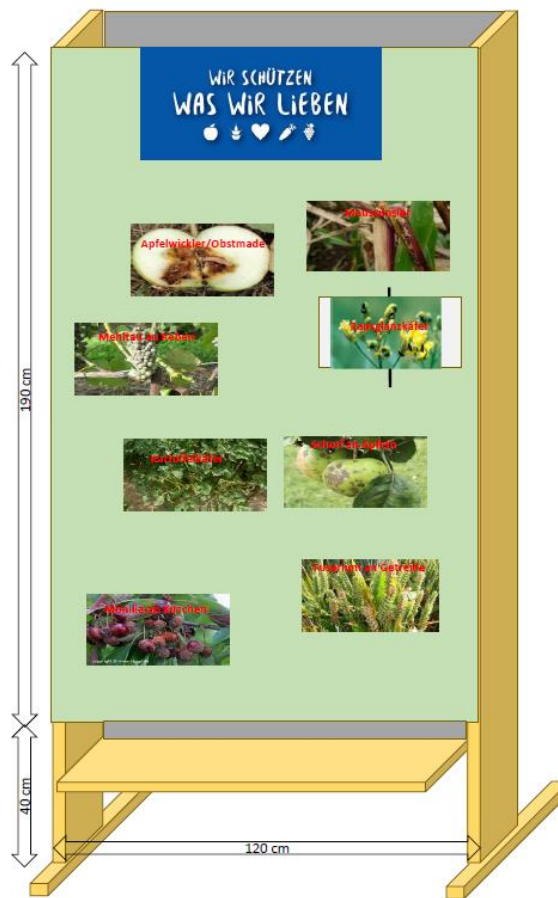 WIR SCHÜTZEN
WAS WIR LIEBEN
Apfelwickler/Obstmade
Mehltau an Reben
Rapsglanzkäfer
190 cm
Kartoffelkäfer
Schorf an Äpfeln
Fusarium an Getreide
Monilia an Kirschen
40 cm
120 cm